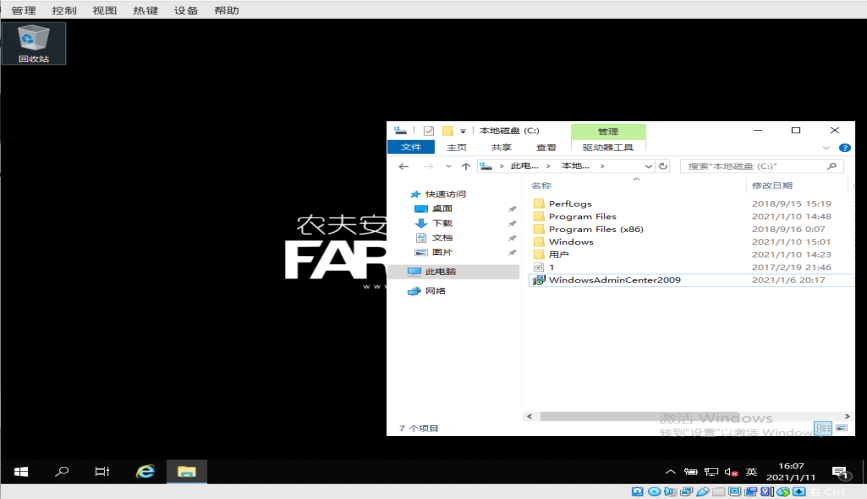 管理 控制 视图 热键 设备 帮助
回收站
农夫安
FAR
本地磁盘 (C:)
管理
文件 主页 共享 查看 驱动器工具
此电... 本地...
搜索"本地磁盘 (C:)"
名称 修改日期
快速访问
桌面
下载
文档
图片
此电脑
网络
PerfLogs 2018/9/15 15:19
Program Files 2021/1/10 14:48
Program Files (x86) 2018/9/16 0:07
Windows 2021/1/10 15:01
用户 2021/1/10 14:23
1 2017/2/19 21:46
WindowsAdminCenter2009 2021/1/6 20:17
7 个项目
激活 Windows
转到"设置"以激活 Window
英
16:07
2021/1/11
1
右 Ctrl